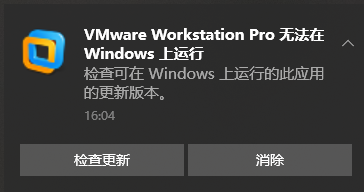 VMware Workstation Pro 无法在
Windows 上运行
检查可在 Windows 上运行的此应用
的更新版本。
16:04
检查更新
消除